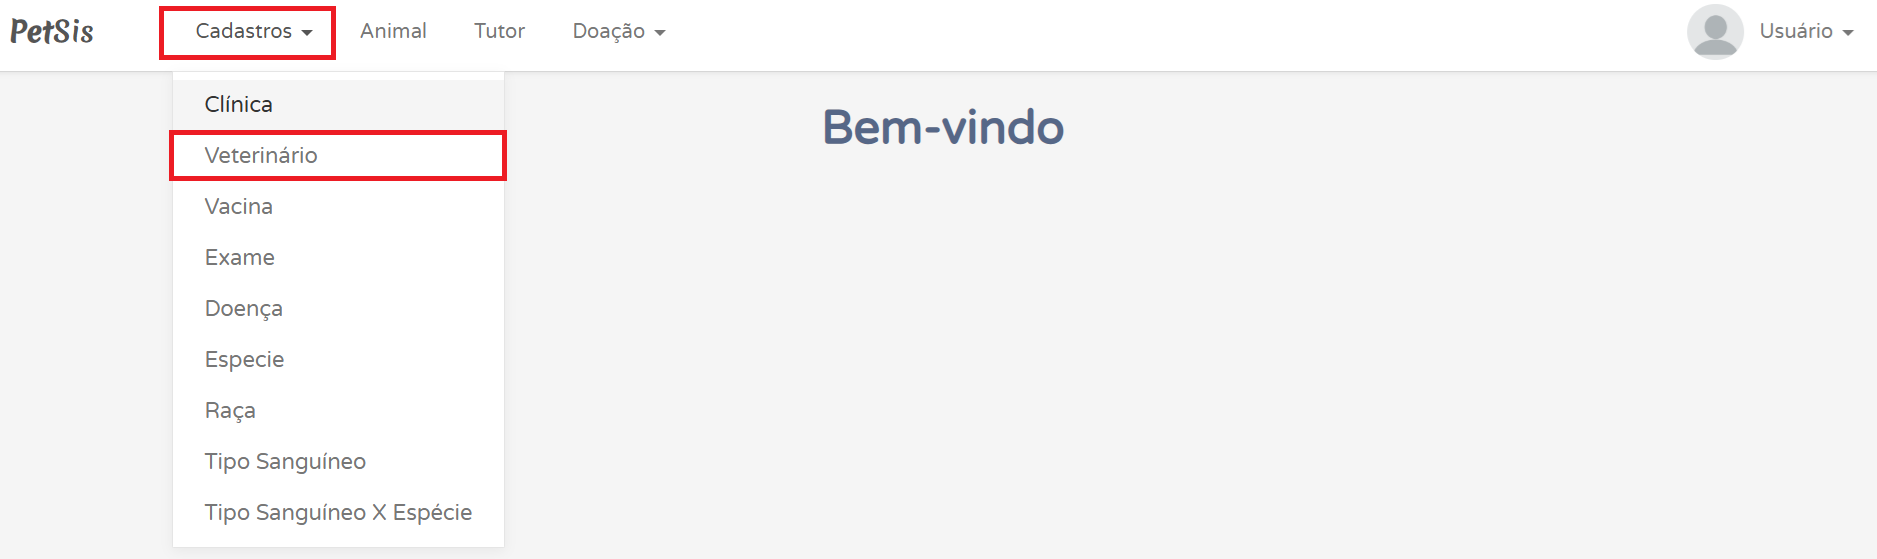 PetSis Cadastros Animal Tutor Doação Usuário
Bem-vindo
Clínica
Veterinário
Vacina
Exame
Doença
Especie
Raça
Tipo Sanguíneo
Tipo Sanguíneo X Espécie